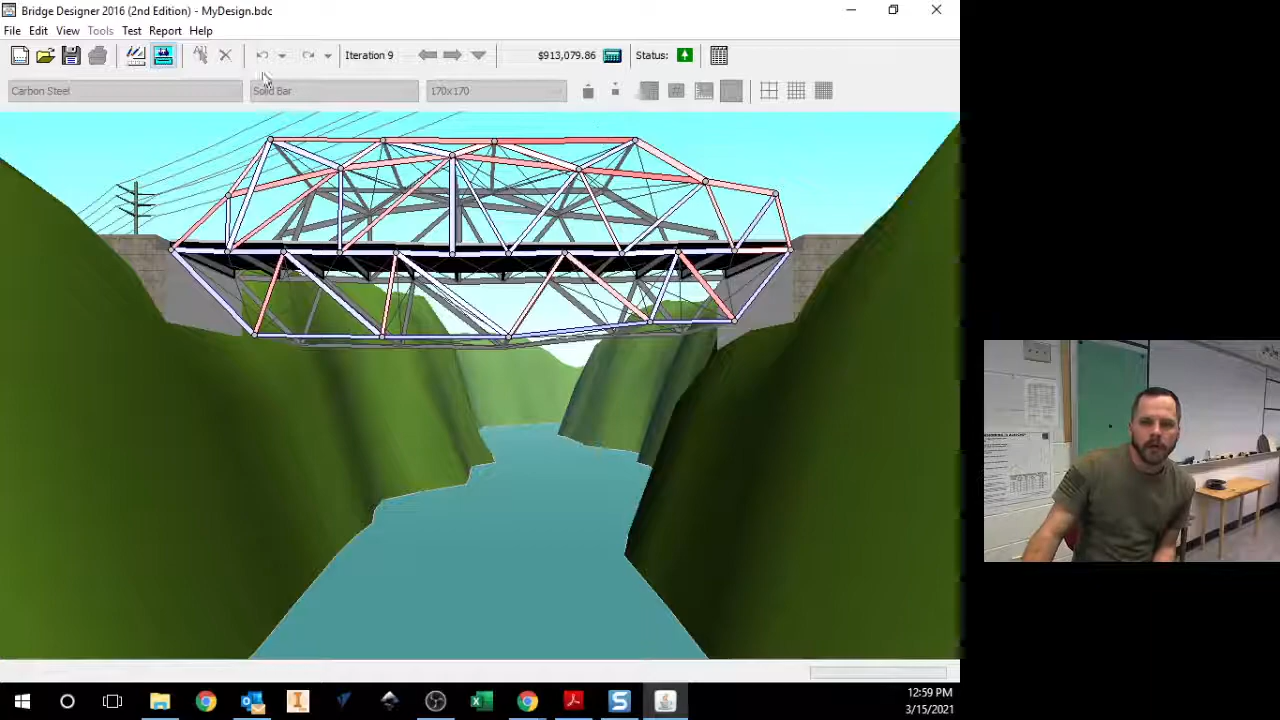 Bridge Designer 2016 (2nd Edition) - MyDesign.bdc
File Edit View Tools Test Report Help
Iteration 9 $913,079.86 Status:
Carbon Steel Solid Bar 170x170
12:59 PM
3/15/2021